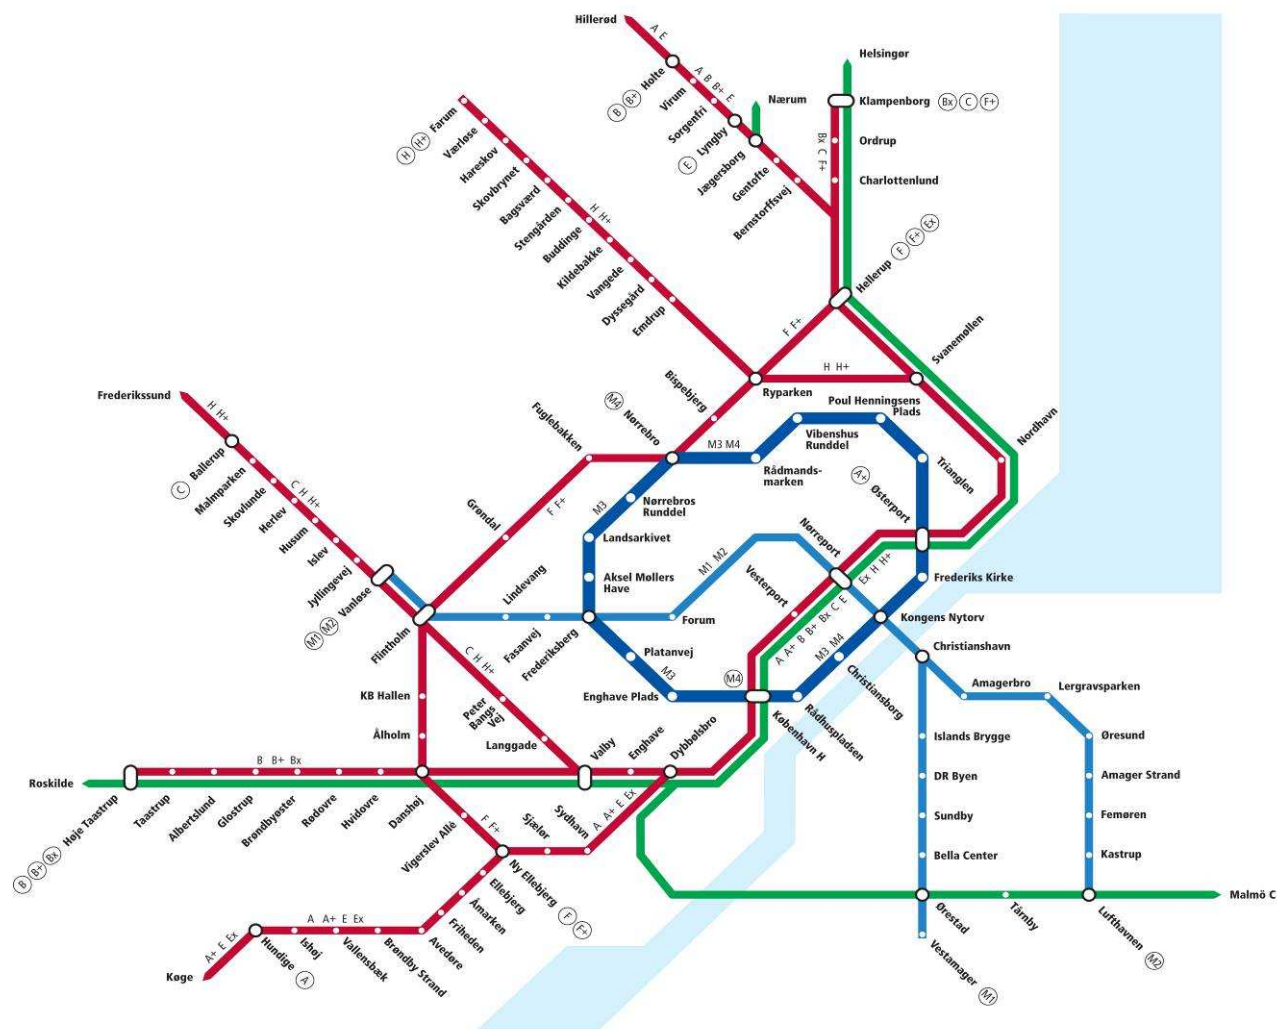 Hillerød
A E
Holte
B B+
A B B+ E
Virum
Sorgenfri
Lyngby
E
Jægersborg
Gentofte
Bernstorffsvej
Nærum
Helsingør
Klampenborg Bx C F+
Bx C F+
Ordrup
Charlottenlund
Hellerup F F+ Ex
H H+ Farum
Værløse
Hareskov
Skovbrynet
Bagsværd
Stengården
Buddinge
H H+
Kildebakke
Vangede
Dyssegård
Emdrup
F F+
Svanemøllen
H H+
Ryparken
Bispebjerg
Nordhavn
Poul Henningsens
Plads
Vibenshus
Runddel
M4
Nørrebro
M3 M4
Rådmands-
marken
Trianglen
A+
Østerport
Fuglebakken
F F+
Grøndal
Frederikssund
H H+
Ballerup
C
Malmparken
C H H+
Skovlunde
Herlev
Husum
Islev
Jyllingevej
Vanløse
M1 M2
Flintholm
M3
Nørrebros
Runddel
Landsarkivet
Aksel Møllers
Have
Lindevang
Fasanvej
Frederiksberg
M1 M2
Forum
Nørreport
Vesterport
Ex H H+
A A+ B B+ Bx C E
Frederiks Kirke
Kongens Nytorv
M3 M4
Christianshavn
Christiansborg
Platanvej
M3
Enghave Plads
M4
København H
Rådhuspladsen
Amagerbro
Lergravsparken
Øresund
Amager Strand
Femøren
Kastrup
Islands Brygge
DR Byen
Sundby
Bella Center
C H H+
KB Hallen
Ålholm
Peter
Bangs
Vej
Langgade
Valby
Enghave
Dybbølsbro
Roskilde
B B+ Bx
B B+ Bx Høje Taastrup
Taastrup
Albertslund
Glostrup
Brøndbyøster
Rødovre
Hvidovre
Danshøj
Vigerslev Allé
F F+
Sjælør
Sydhavn
A A+ E Ex
Ny Ellebjerg
F F+
Ellebjerg
Åmarken
Friheden
Avedøre
Brøndby Strand
Vallensbæk
Ishøj
Hundige A
A A+ E Ex
A+ E Ex
Køge
Malmö C
Ørestad
Tårnby
Lufthavnen M2
Vestamager M1